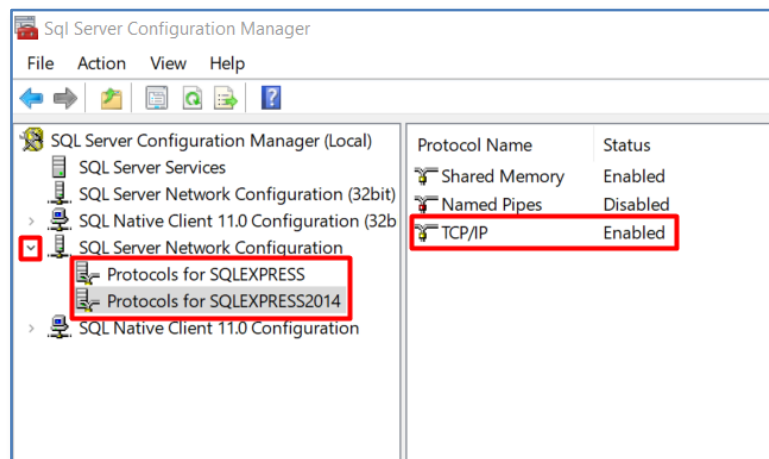 Sql Server Configuration Manager
File Action View Help
SQL Server Configuration Manager (Local)
SQL Server Services
SQL Server Network Configuration (32bit)
SQL Native Client 11.0 Configuration (32b
SQL Server Network Configuration
Protocols for SQLEXPRESS
Protocols for SQLEXPRESS2014
SQL Native Client 11.0 Configuration
Protocol Name Status
Shared Memory Enabled
Named Pipes Disabled
TCP/IP Enabled